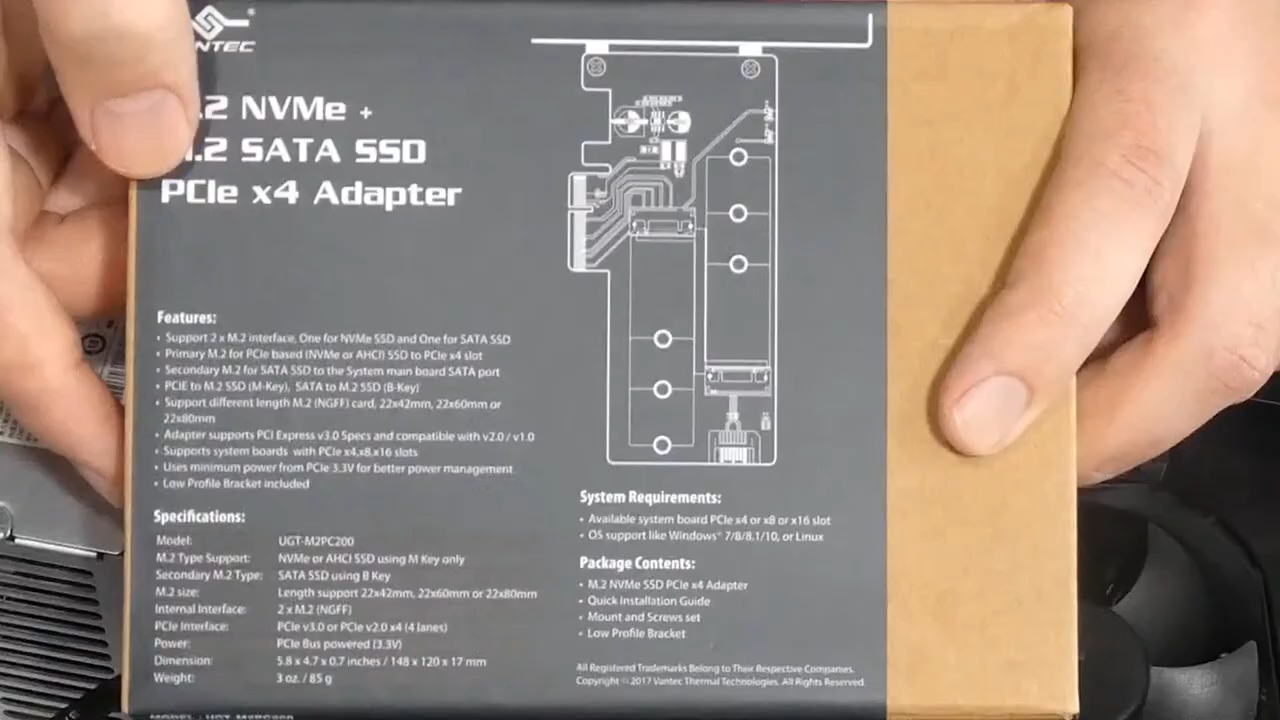 NTEC
.2 NVMe +
.2 SATA SSD
PCIe x4 Adapter
Features:
• Support 2 x M.2 interface, One for NVMe SSD and One for SATA SSD
• Primary M.2 for PCIe based (NVMe or AHCI) SSD to PCIe x4 slot
• Secondary M.2 for SATA SSD to the System main board SATA port
• PCIE to M.2 SSD (M-Key), SATA to M.2 SSD (B-Key)
• Support different length M.2 (NGFF) card, 22x42mm, 22x60mm or
22x80mm
• Adapter supports PCI Express v3.0 Specs and compatible with v2.0 / v1.0
• Supports system boards with PCIe x4,x8,x16 slots
• Uses minimum power from PCIe 3.3V for better power management
• Low Profile Bracket included
Specifications:
Model: UGT-M2PC200
M.2 Type Support: NVMe or AHCI SSD using M Key only
Secondary M.2 Type: SATA SSD using B Key
M.2 size: Length support 22x42mm, 22x60mm or 22x80mm
Internal Interface: 2 x M.2 (NGFF)
PCIe Interface: PCIe v3.0 or PCIe v2.0 x4 (4 lanes)
Power: PCIe Bus powered (3.3V)
Dimension: 5.8 x 4.7 x 0.7 inches / 148 x 120 x 17 mm
Weight: 3 oz. / 85 g
System Requirements:
• Available system board PCIe x4 or x8 or x16 slot
• OS support like Windows® 7/8/8.1/10, or Linux
Package Contents:
• M.2 NVMe SSD PCIe x4 Adapter
• Quick Installation Guide
• Mount and Screws set
• Low Profile Bracket
All Registered Trademarks Belong to Their Respective Companies.
Copyright © 2017 Vantec Thermal Technologies. All Rights Reserved.